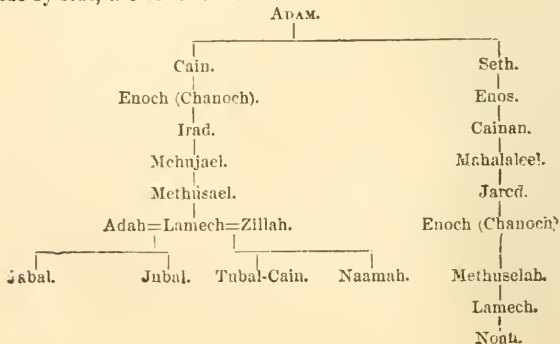 ADAM.
Cain. Seth.
Enoch (Chanoch). Enos.
Irad. Cainan.
Mehujael. Mahalaleel.
Methusael. Jared.
Adah=Lamech=Zillah. Enoch (Chanoch)
Jabal. Jubal. Tubal-Cain. Naamah. Methuselah.
Lamech.
Noah.